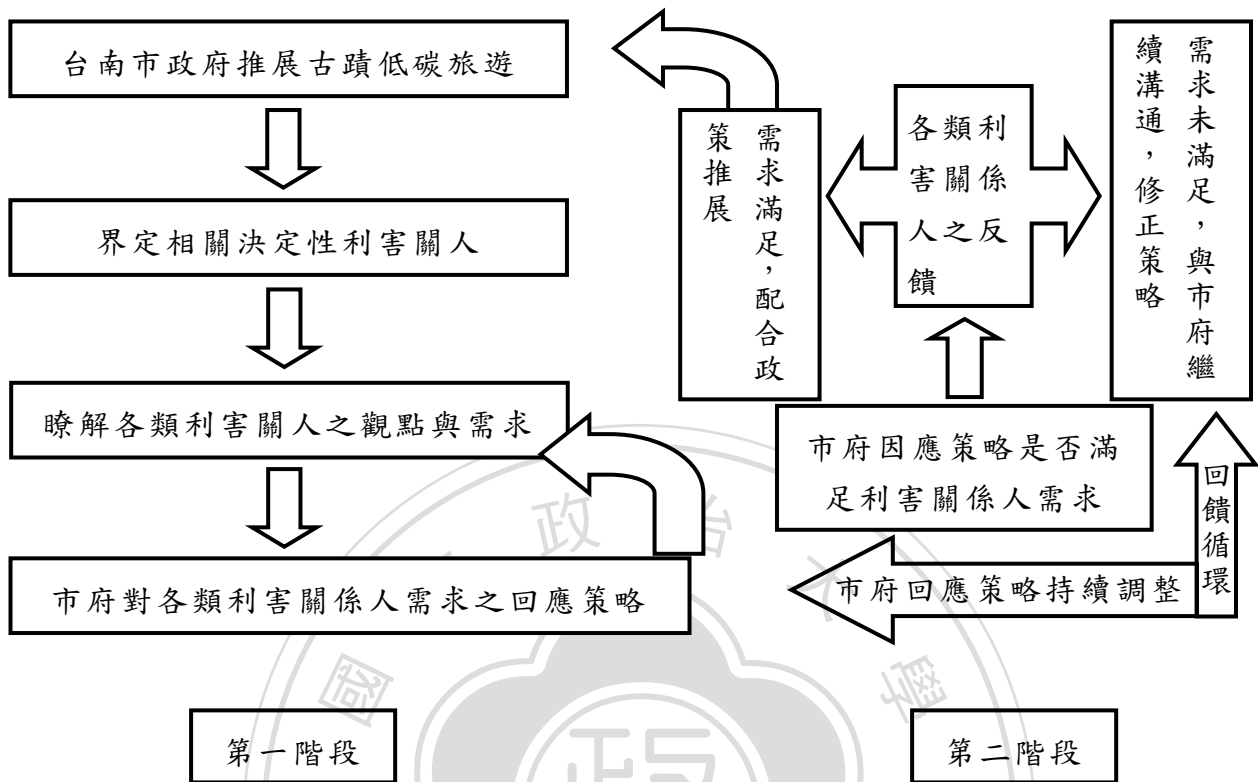 台南市政府推展古蹟低碳旅遊
界定相關決定性利害關人
瞭解各類利害關人之觀點與需求
市府對各類利害關係人需求之回應策略
第一階段
需求滿足，配合政
策推展
各類利
害關係
人之反
饋
需求未滿足，與市府繼
續溝通，修正策略
市府因應策略是否滿
足利害關係人需求
回饋循環
市府回應策略持續調整
第二階段
國
政
治
大
學
政